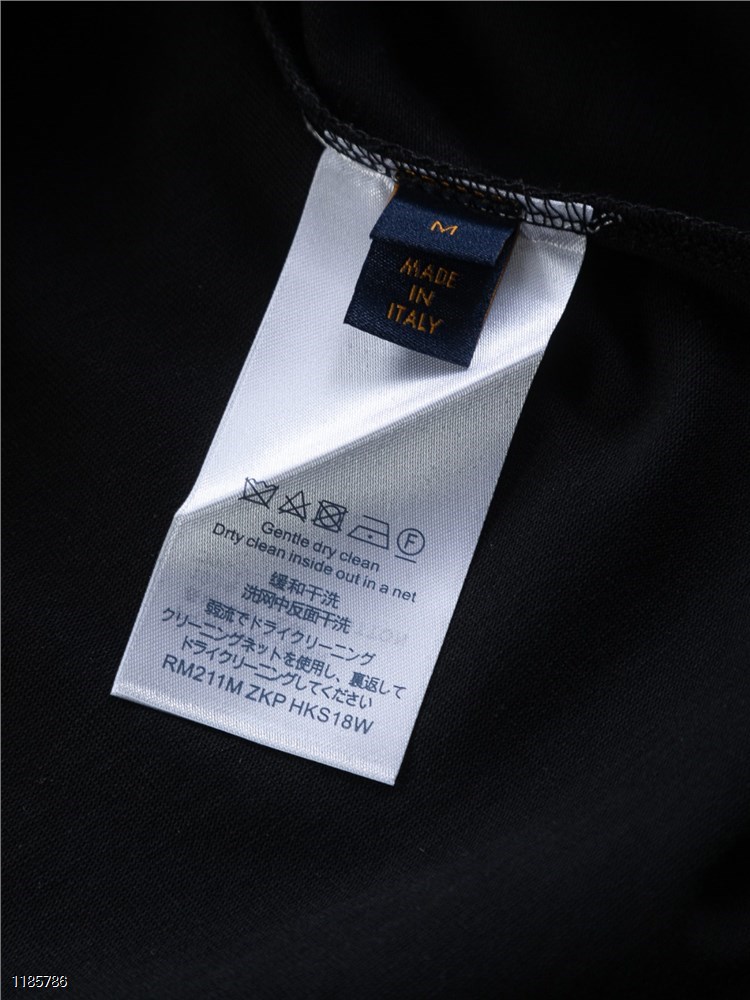 M
MADE
IN
ITALY
F
Gentle dry clean
Drty clean inside out in a net
缓和干洗
洗网中反面干洗
弱流でドライクリーニング
クリーニングネットを使用し、裏返して
ドライクリーニングしてください
RM211M ZKP HKS18W
1185786